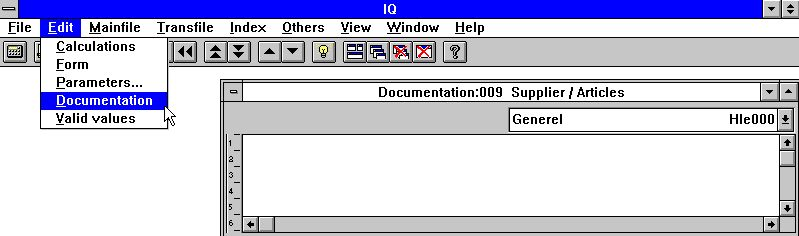 IQ
File Edit Mainfile Transfile Index Others View Window Help
Calculations
Form
Parameters...
Documentation
Valid values
?
Documentation:009 Supplier / Articles
Generel Hle000
1
2
3
4
5
6